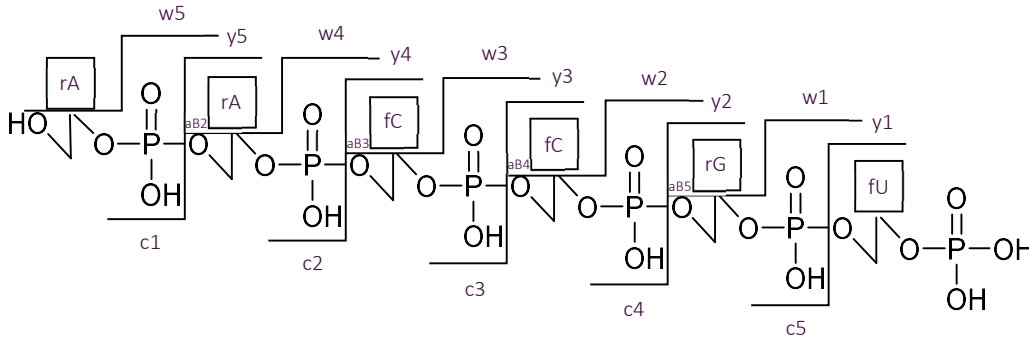 w5
y5
w4
y4
w3
y3
w2
y2
w1
y1
rA
rA
fC
fC
rG
fU
HO
O
P
O
OH
aB2
O
O
P
O
OH
aB3
O
O
P
O
OH
aB4
O
O
P
O
OH
aB5
O
O
P
O
OH
O
O
P
O
OH
OH
c1
c2
c3
c4
c5